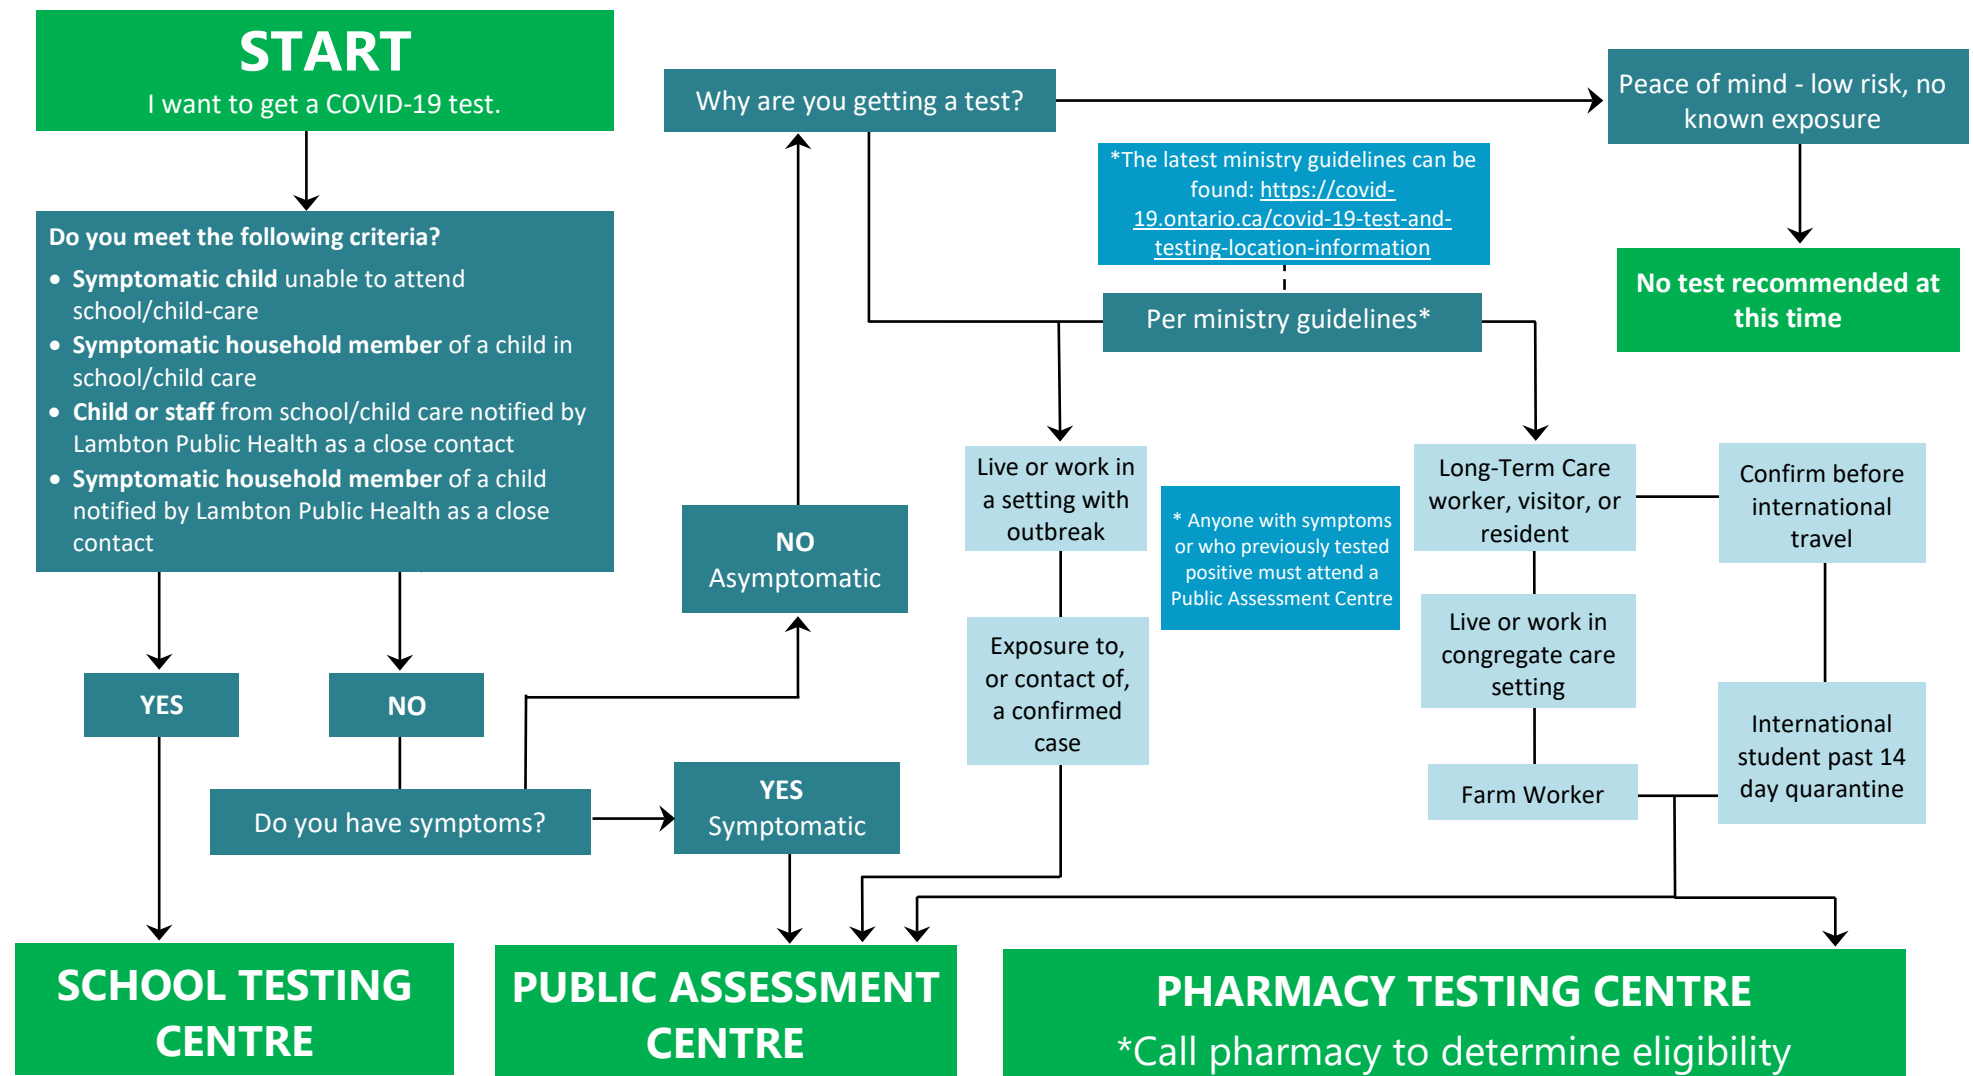 START
I want to get a COVID-19 test.
Do you meet the following criteria?
• Symptomatic child unable to attend
school/child-care
• Symptomatic household member of a child in
school/child care
• Child or staff from school/child care notified by
Lambton Public Health as a close contact
• Symptomatic household member of a child
notified by Lambton Public Health as a close
contact
YES
NO
Do you have symptoms?
YES
Symptomatic
NO
Asymptomatic
Why are you getting a test?
Peace of mind - low risk, no
known exposure
No test recommended at
this time
*The latest ministry guidelines can be
found: https://covid-
19.ontario.ca/covid-19-test-and-
testing-location-information
Per ministry guidelines*
Live or work in
a setting with
outbreak
Exposure to,
or contact of,
a confirmed
case
* Anyone with symptoms
or who previously tested
positive must attend a
Public Assessment Centre
Long-Term Care
worker, visitor, or
resident
Live or work in
congregate care
setting
Farm Worker
Confirm before
international
travel
International
student past 14
day quarantine
SCHOOL TESTING
CENTRE
PUBLIC ASSESSMENT
CENTRE
PHARMACY TESTING CENTRE
*Call pharmacy to determine eligibility